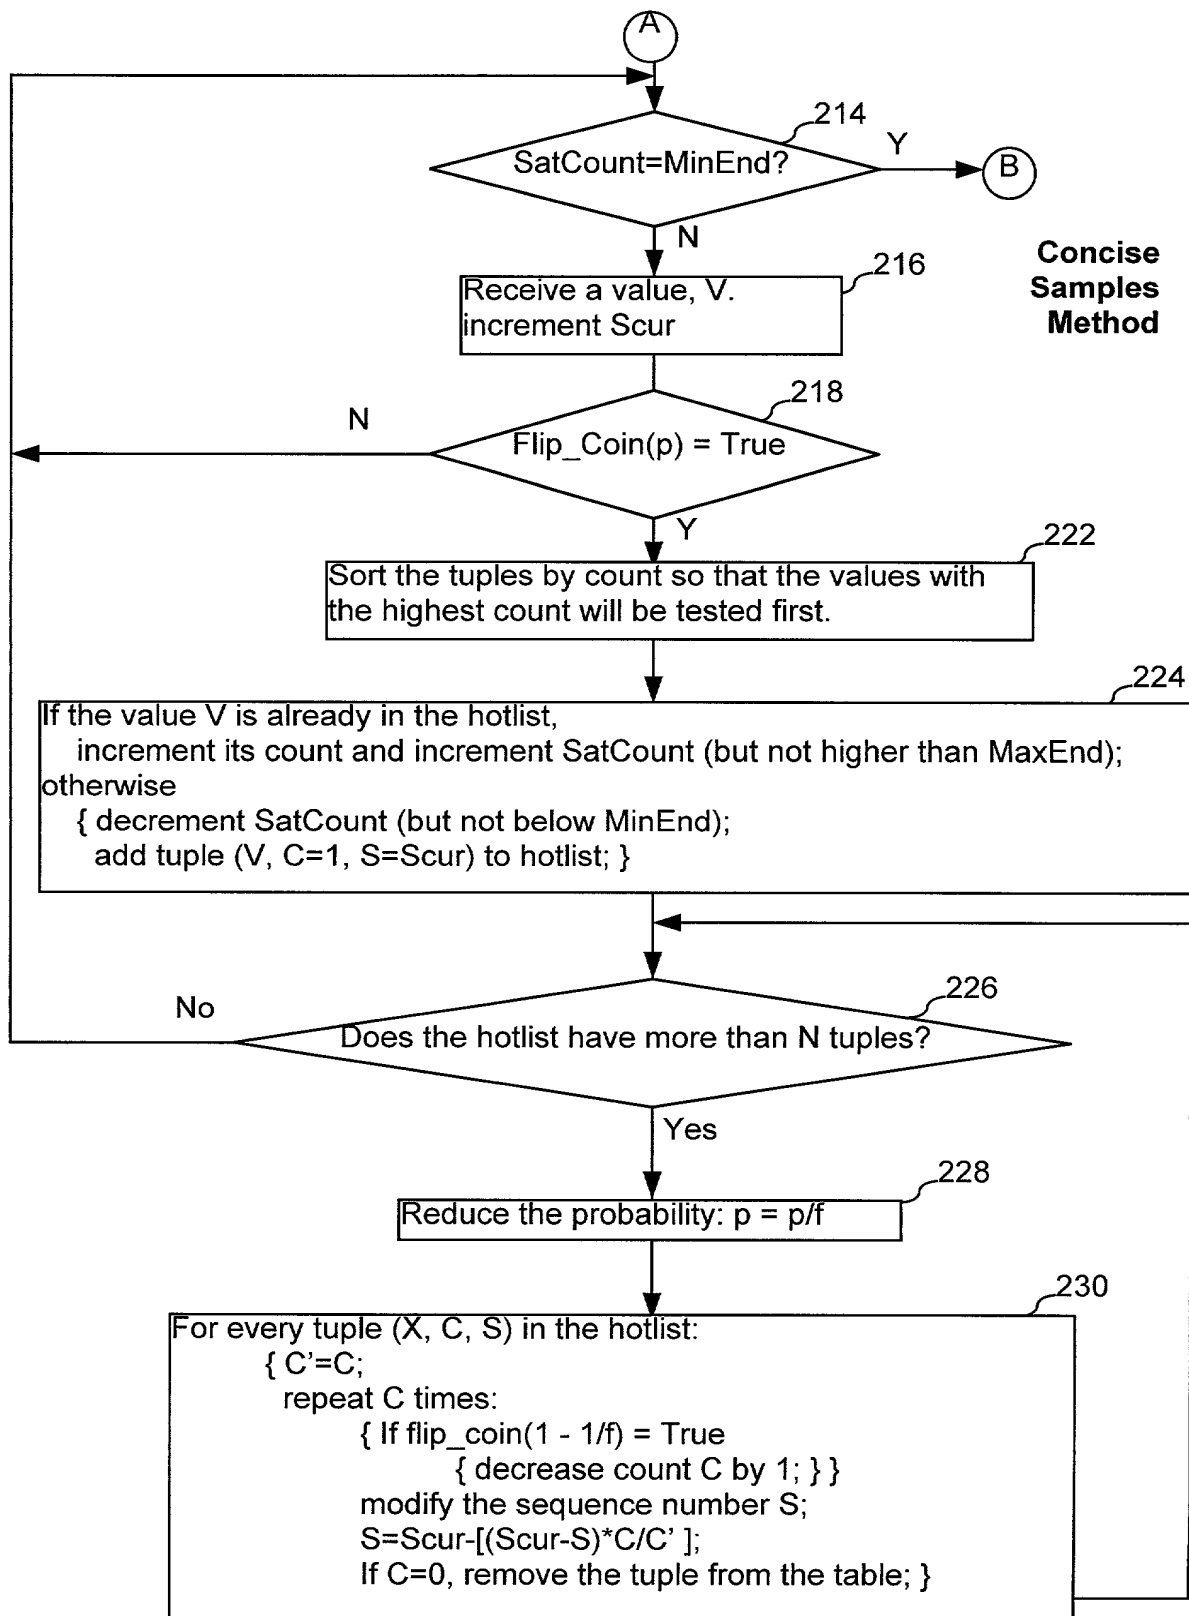 A
214
SatCount=MinEnd?
Y
B
N
Concise
Samples
Method
216
Receive a value, V.
increment Scur
218
N
Flip_Coin(p) = True
Y
222
Sort the tuples by count so that the values with
the highest count will be tested first.
224
If the value V is already in the hotlist,
increment its count and increment SatCount (but not higher than MaxEnd);
otherwise
{ decrement SatCount (but not below MinEnd);
add tuple (V, C=1, S=Scur) to hotlist; }
226
No
Does the hotlist have more than N tuples?
Yes
228
Reduce the probability: p = p/f
230
For every tuple (X, C, S) in the hotlist:
{ C’=C;
repeat C times:
{ If flip_coin(1 - 1/f) = True
{ decrease count C by 1; } }
modify the sequence number S;
S=Scur-[(Scur-S)*C/C’ ];
If C=0, remove the tuple from the table; }